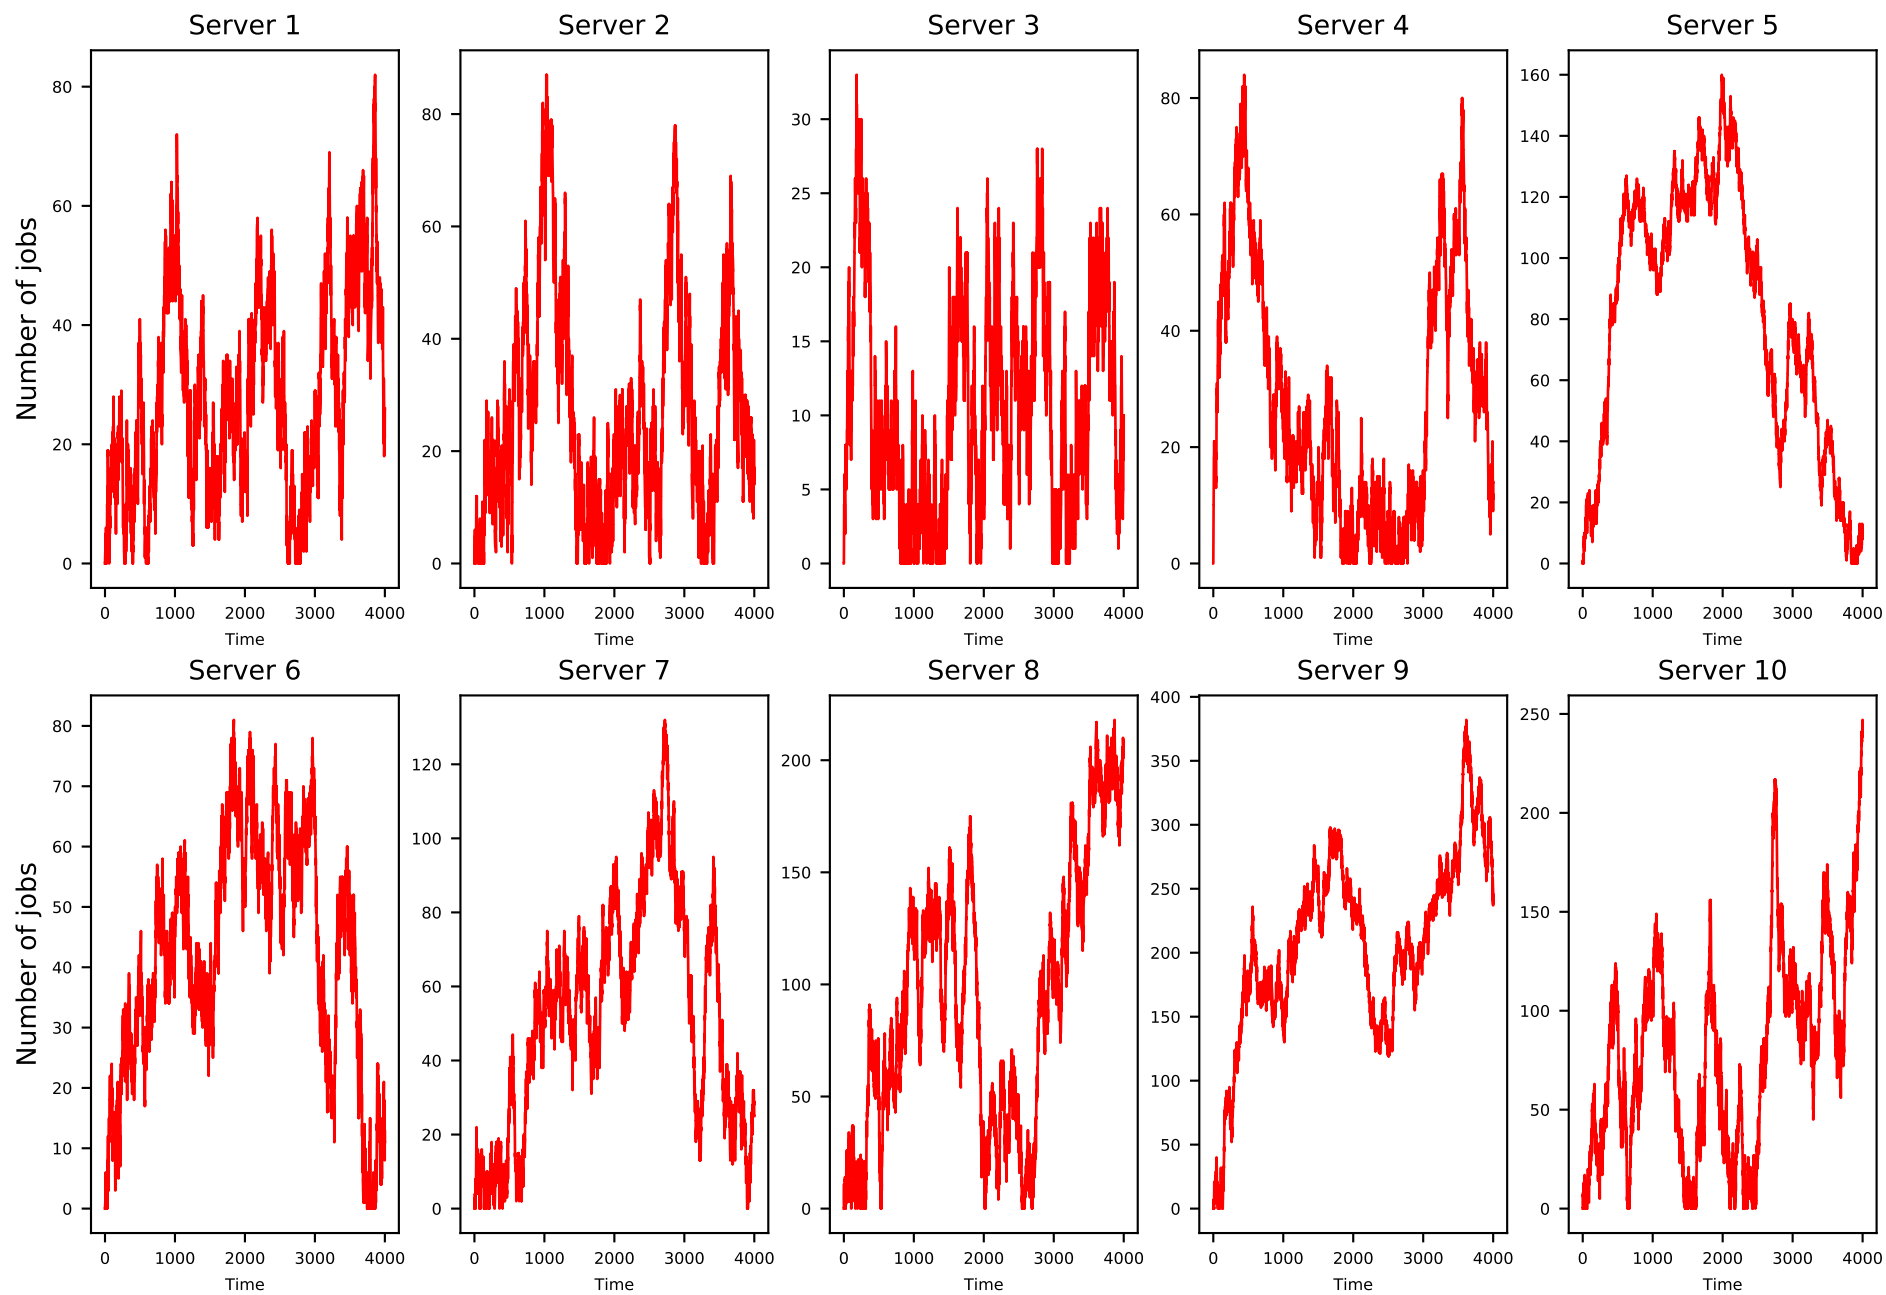 Server 1 Server 2 Server 3 Server 4 Server 5
Number of jobs
80 60 40 20 0
80 60 40 20 0
30 25 20 15 10 5 0
80 60 40 20 0
160 140 120 100 80 60 40 20 0
0 1000 2000 3000 4000 0 1000 2000 3000 4000 0 1000 2000 3000 4000 0 1000 2000 3000 4000 0 1000 2000 3000 4000
Time Time Time Time Time
Server 6 Server 7 Server 8 Server 9 Server 10
Number of jobs
80 70 60 50 40 30 20 10 0
120 100 80 60 40 20 0
200 150 100 50 0
400 350 300 250 200 150 100 50 0
250 200 150 100 50 0
0 1000 2000 3000 4000 0 1000 2000 3000 4000 0 1000 2000 3000 4000 0 1000 2000 3000 4000 0 1000 2000 3000 4000
Time Time Time Time Time